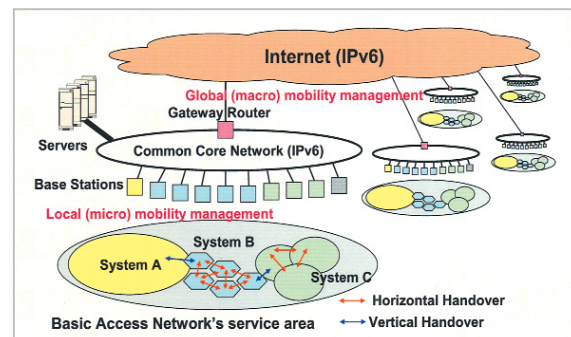 Internet (IPv6)
Global (macro) mobility management
Gateway Router
Servers
Common Core Network (IPv6)
Base Stations
Local (micro) mobility management
System B
System A
System C
Horizontal Handover
Basic Access Network's service area
Vertical Handover